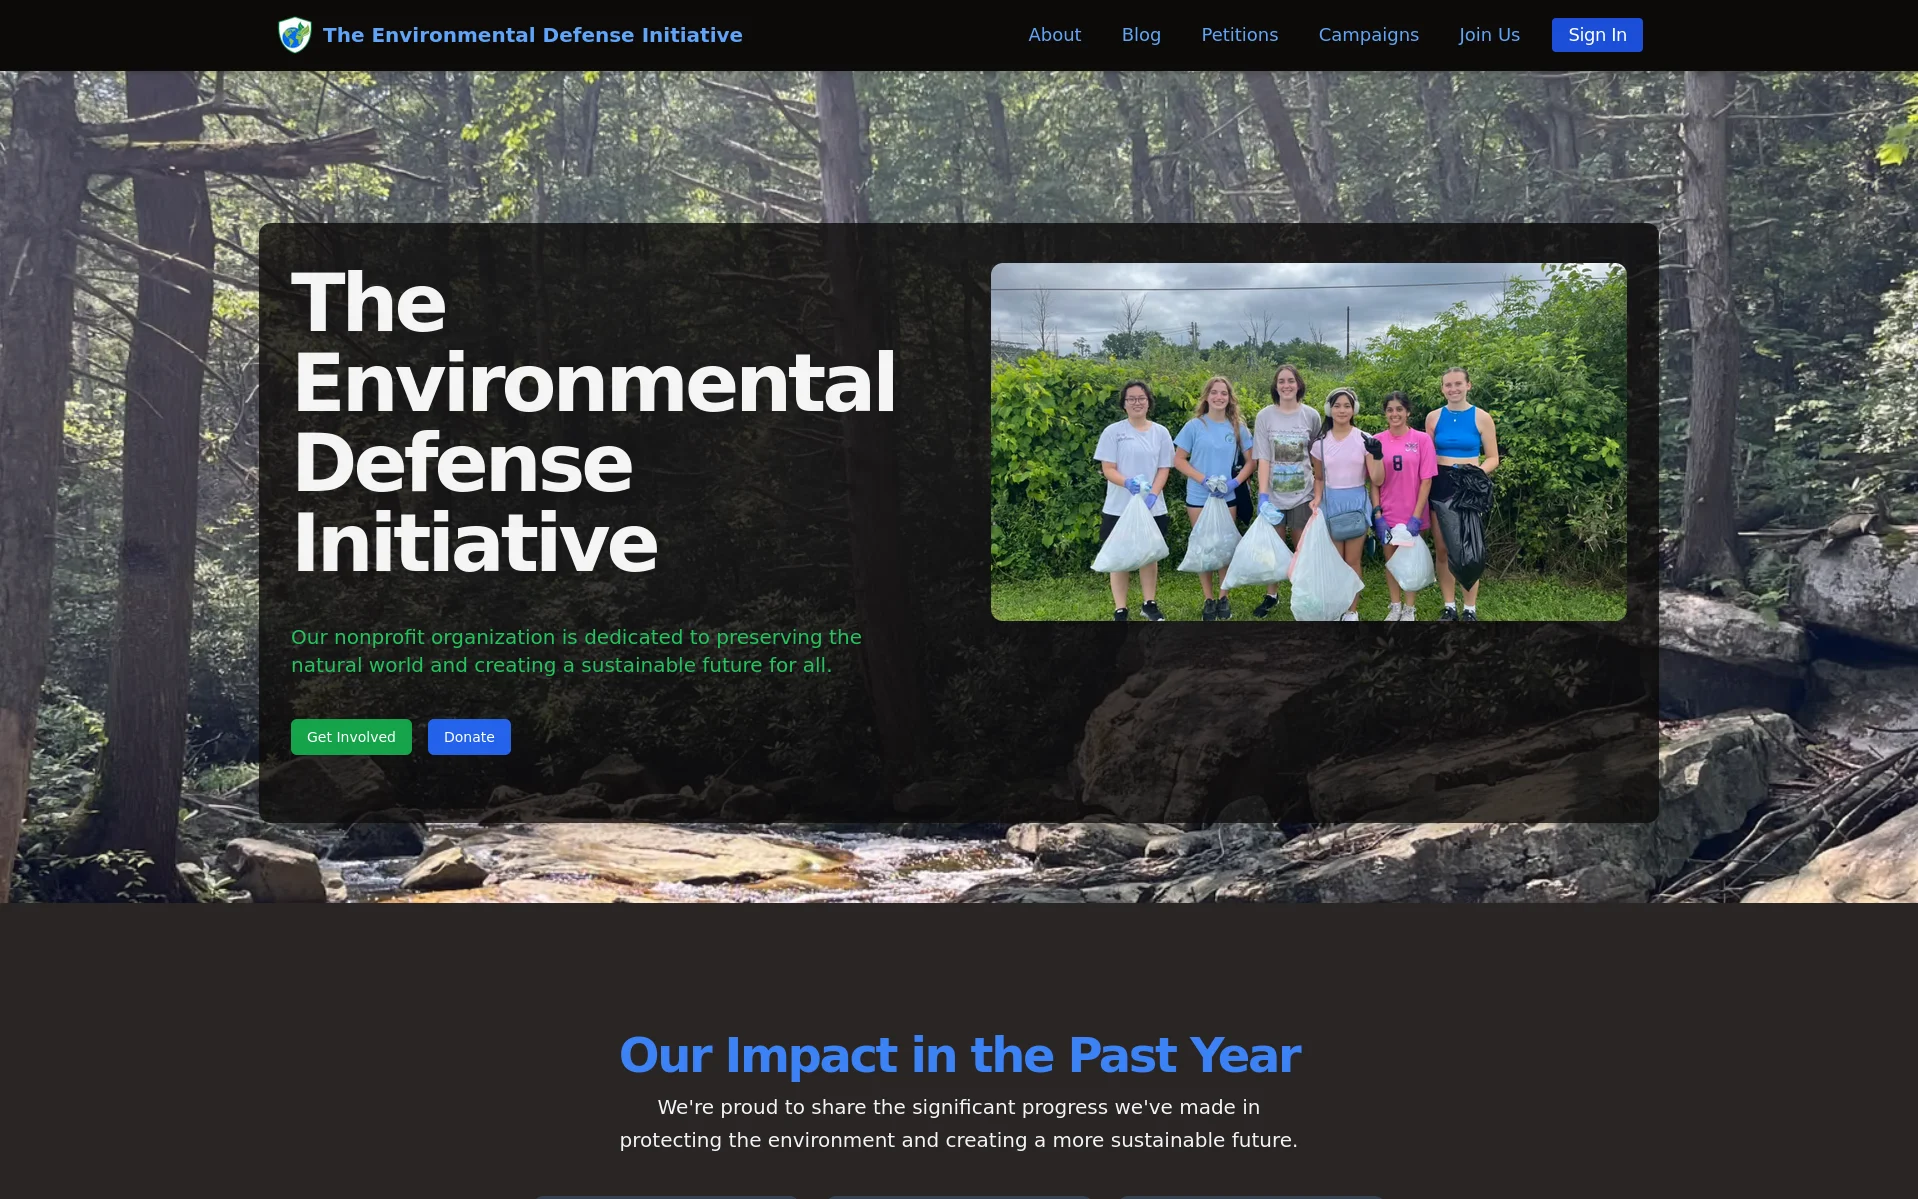 The Environmental Defense Initiative
About
Blog
Petitions
Campaigns
Join Us
Sign In
The
Environmental
Defense
Initiative
Our nonprofit organization is dedicated to preserving the
natural world and creating a sustainable future for all.
Get Involved
Donate
Our Impact in the Past Year
We're proud to share the significant progress we've made in
protecting the environment and creating a more sustainable future.